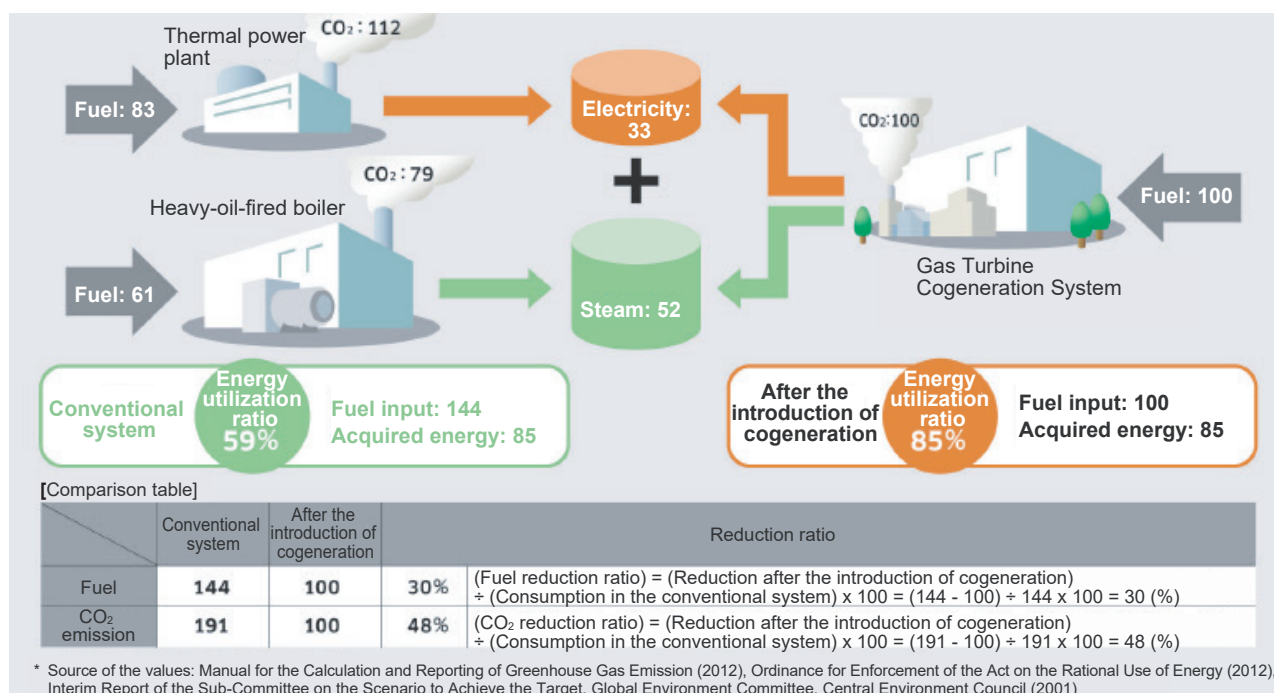 Thermal power
plant
CO₂:112
Fuel: 83
Electricity:
33
CO₂:100
Fuel: 100
CO₂:79
Heavy-oil-fired boiler
Fuel: 61
Steam: 52
Gas Turbine
Cogeneration System
Conventional
system
Energy
utilization
ratio
59%
Fuel input: 144
Acquired energy: 85
After the
introduction of
cogeneration
Energy
utilization
ratio
85%
Fuel input: 100
Acquired energy: 85
[Comparison table]
Conventional
system
After the
introduction of
cogeneration
Reduction ratio
Fuel
144
100
30%
(Fuel reduction ratio) = (Reduction after the introduction of cogeneration)
÷ (Consumption in the conventional system) x 100 = (144 - 100) ÷ 144 x 100 = 30 (%)
CO₂
emission
191
100
48%
(CO₂ reduction ratio) = (Reduction after the introduction of cogeneration)
÷ (Consumption in the conventional system) x 100 = (191 - 100) ÷ 191 x 100 = 48 (%)
* Source of the values: Manual for the Calculation and Reporting of Greenhouse Gas Emission (2012), Ordinance for Enforcement of the Act on the Rational Use of Energy (2012),
Interim Report of the Sub-Committee on the Scenario to Achieve the Target, Global Environment Committee, Central Environment Council (2001)